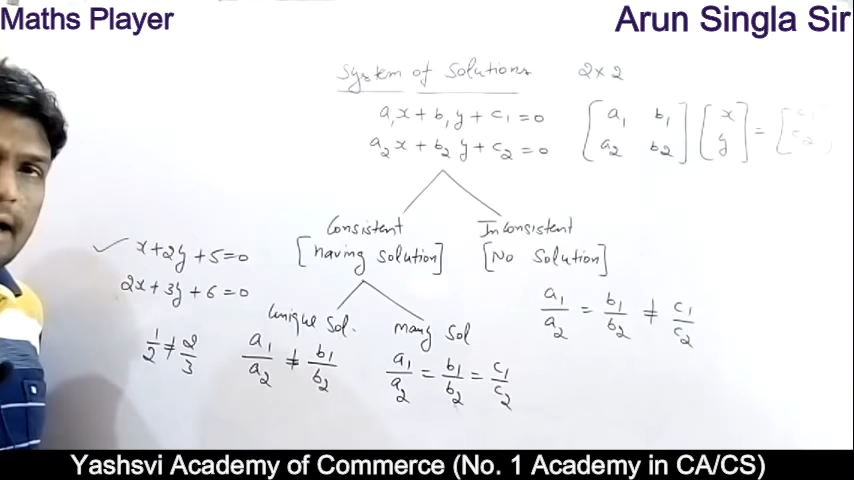 Maths Player
Arun Singla Sir
System of Solutions 2×2
a₁x + b₁y + c₁ = 0
a₂x + b₂y + c₂ = 0
[a₁ b₁] [x] = [c₁]
[a₂ b₂] [y] [c₂]
Consistent
[having solution]
Inconsistent
[No Solution]
✓ x + 2y + 5 = 0
2x + 3y + 6 = 0
1/2 ≠ 2/3
Unique Sol.
a₁/a₂ ≠ b₁/b₂
many Sol
a₁/a₂ = b₁/b₂ = c₁/c₂
a₁/a₂ = b₁/b₂ ≠ c₁/c₂
Yashsvi Academy of Commerce (No. 1 Academy in CA/CS)